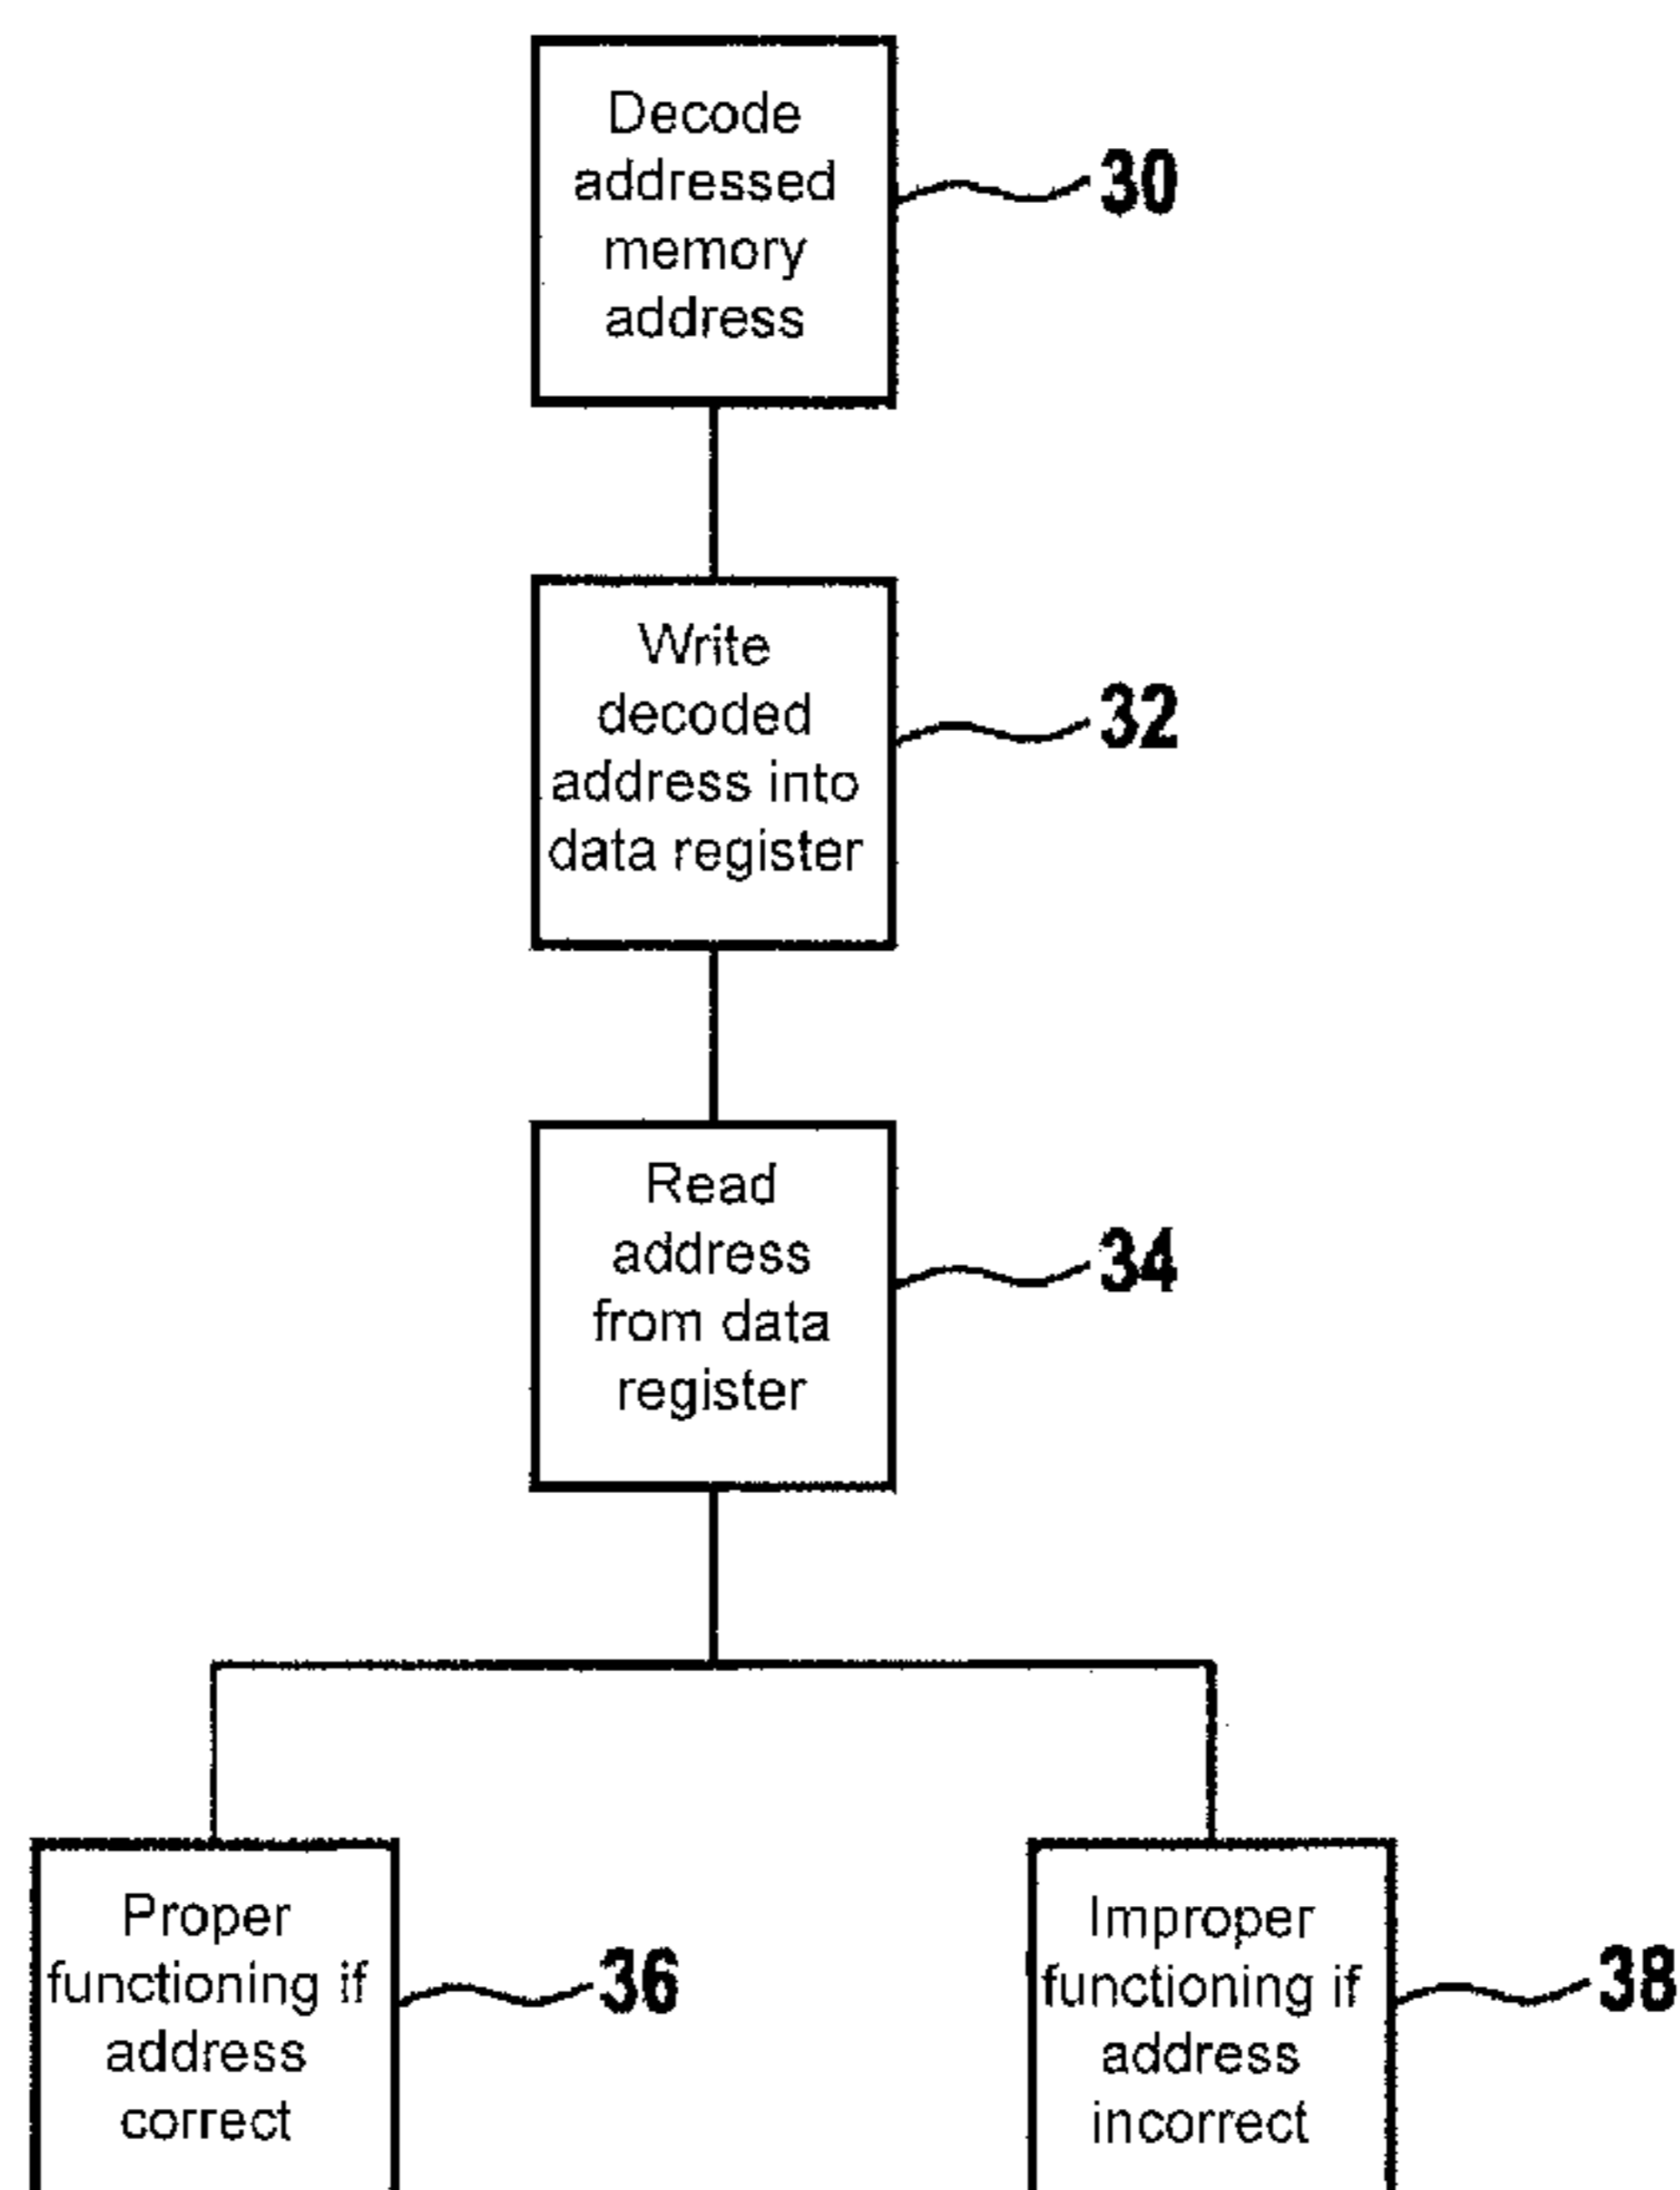 Decode
addressed
memory
address
30
Write
decoded
address into
data register
32
Read
address
from data
register
34
Proper
functioning if
address
correct
36
Improper
functioning if
address
incorrect
38